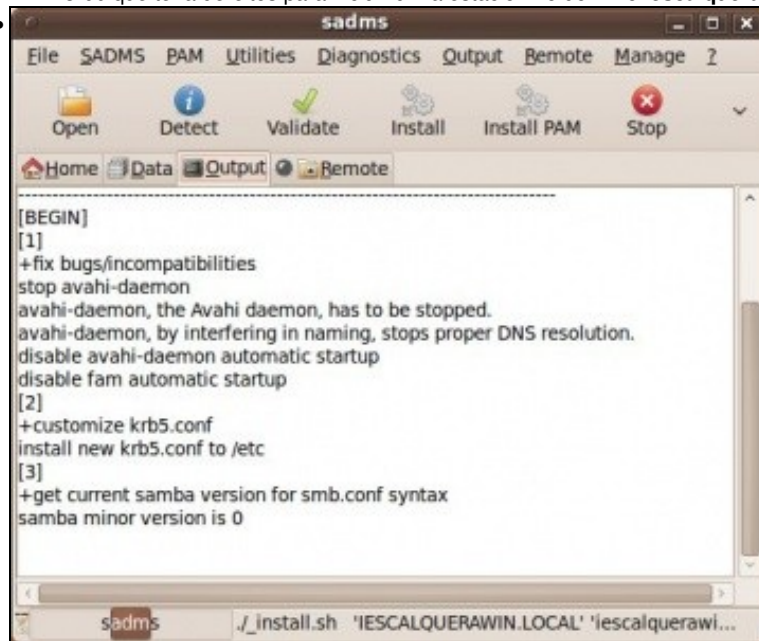 sadms
File SADMS PAM Utilities Diagnostics Output Remote Manage ?
Open Detect Validate Install Install PAM Stop
Home Data Output Remote
[BEGIN]
[1]
+fix bugs/incompatibilities
stop avahi-daemon
avahi-daemon, the Avahi daemon, has to be stopped.
avahi-daemon, by interfering in naming, stops proper DNS resolution.
disable avahi-daemon automatic startup
disable fam automatic startup
[2]
+customize krb5.conf
install new krb5.conf to /etc
[3]
+get current samba version for smb.conf syntax
samba minor version is 0
sadms ./_install.sh 'IESCALQUERAWIN.LOCAL' 'iescalquerawi...